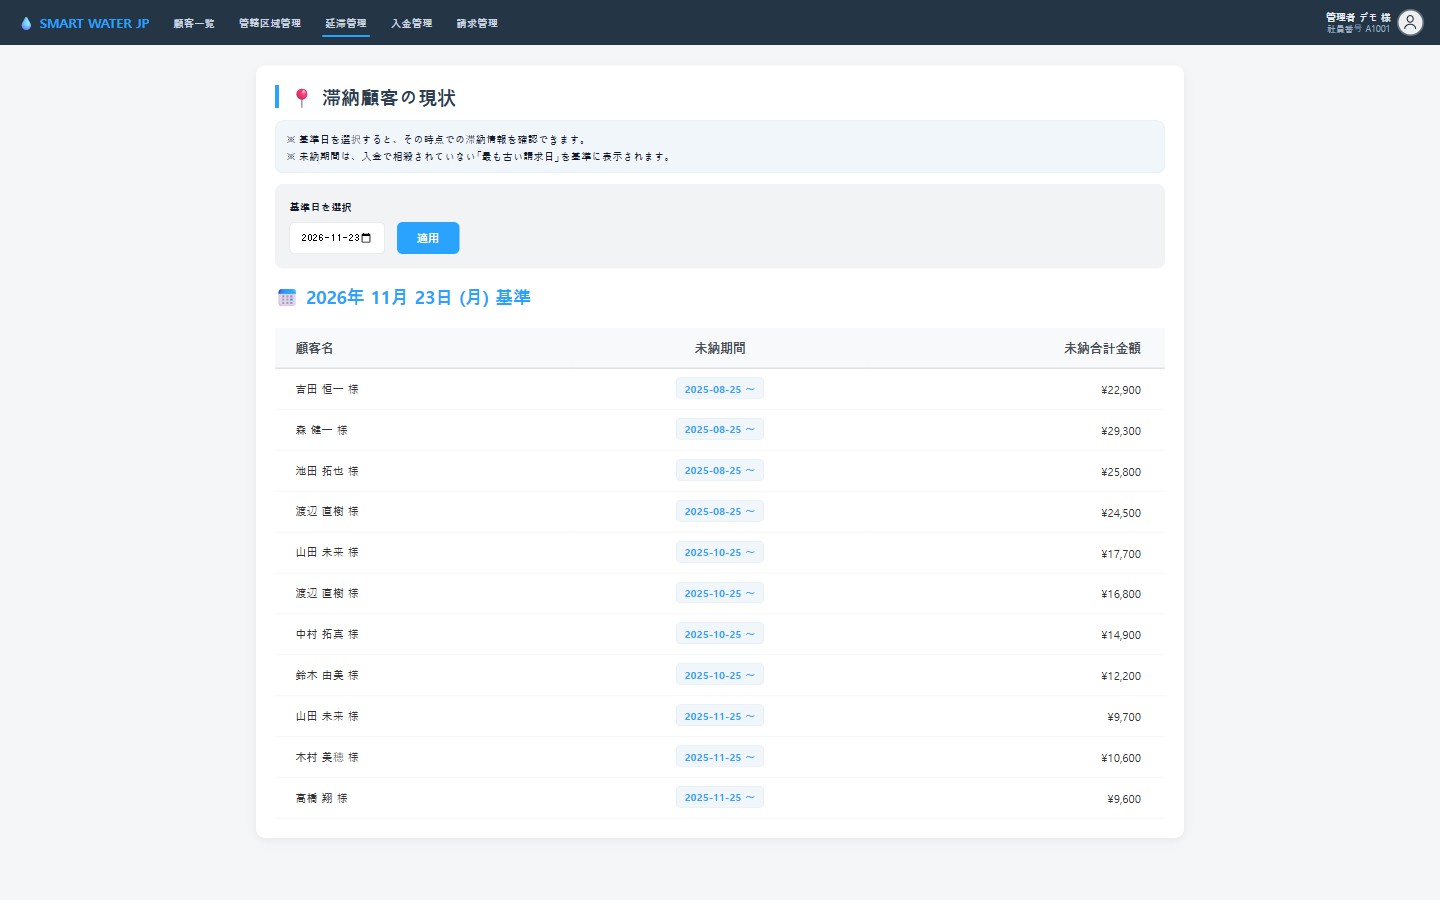 SMART WATER JP 顧客一覧 管轄区域管理 延滞管理 入金管理 請求管理
管理者 デモ 様
社員番号 A1001
滞納顧客の現状
※ 基準日を選択すると、その時点での滞納情報を確認できます。
※ 未納期間は、入金で相殺されていない「最も古い請求日」を基準に表示されます。
基準日を選択
2026-11-23 適用
2026年 11月 23日 (月) 基準
顧客名 未納期間 未納合計金額
吉田 恒一 様 2025-08-25 ～ ¥22,900
森 健一 様 2025-08-25 ～ ¥29,300
池田 拓也 様 2025-08-25 ～ ¥25,800
渡辺 直樹 様 2025-08-25 ～ ¥24,500
山田 未来 様 2025-10-25 ～ ¥17,700
渡辺 直樹 様 2025-10-25 ～ ¥16,800
中村 拓真 様 2025-10-25 ～ ¥14,900
鈴木 由美 様 2025-10-25 ～ ¥12,200
山田 未来 様 2025-11-25 ～ ¥9,700
木村 美穂 様 2025-11-25 ～ ¥10,600
高橋 翔 様 2025-11-25 ～ ¥9,600